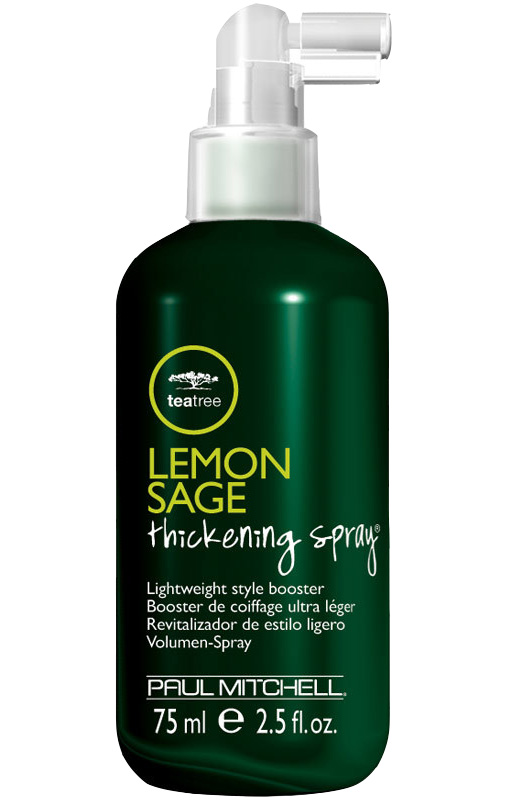 teatree
LEMON
SAGE
thickening spray®
Lightweight style booster
Booster de coiffage ultra léger
Revitalizador de estilo ligero
Volumen-Spray
PAUL MITCHELL®
75 ml ℮ 2.5 fl.oz.